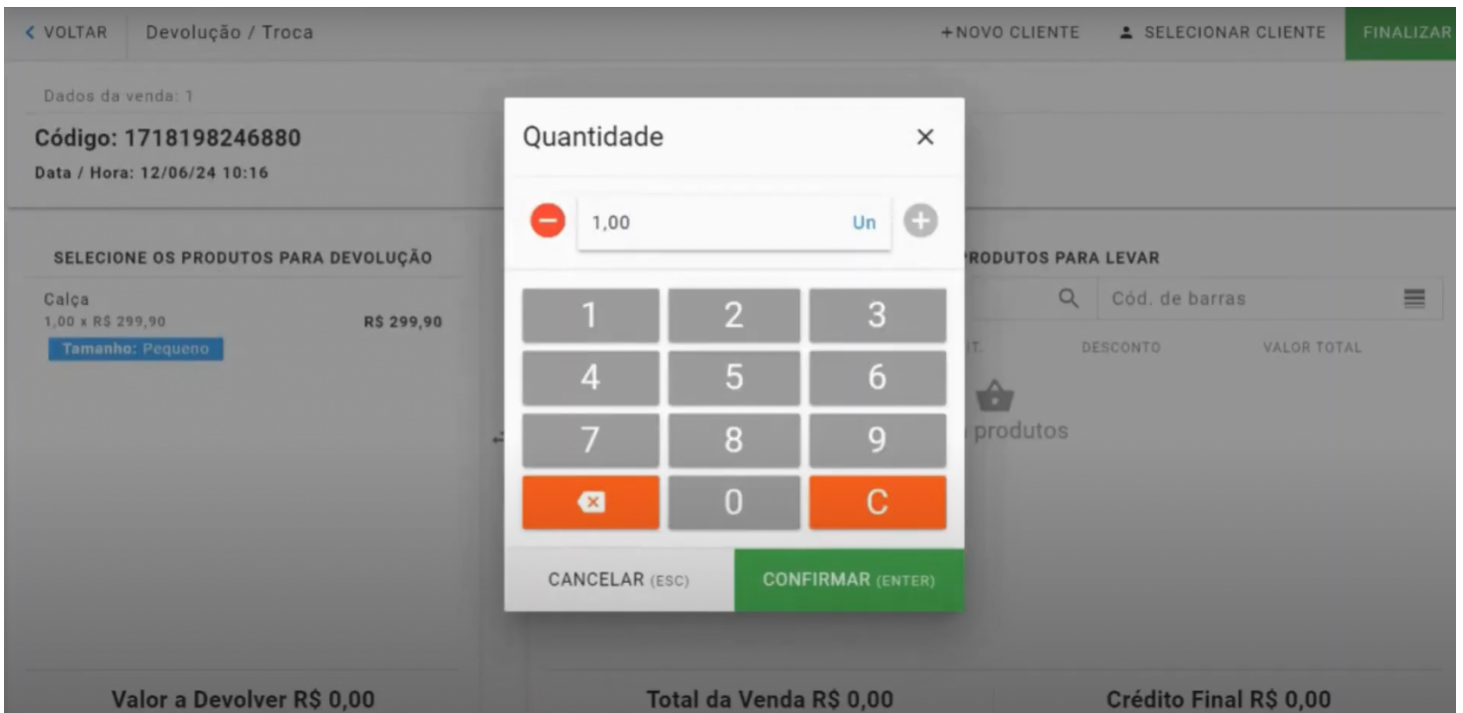 VOLTAR Devolução / Troca +NOVO CLIENTE SELECIONAR CLIENTE FINALIZAR
Dados da venda: 1
Código: 1718198246880
Data / Hora: 12/06/24 10:16
Quantidade
1,00 Un
1 2 3
4 5 6
7 8 9
0 C
CANCELAR (ESC) CONFIRMAR (ENTER)
SELECIONE OS PRODUTOS PARA DEVOLUÇÃO
Calça
1,00 x R$ 299,90 R$ 299,90
Tamanho: Pequeno
RODUTOS PARA LEVAR
Cód. de barras
IT. DESCONTO VALOR TOTAL
produtos
Valor a Devolver R$ 0,00 Total da Venda R$ 0,00 Crédito Final R$ 0,00